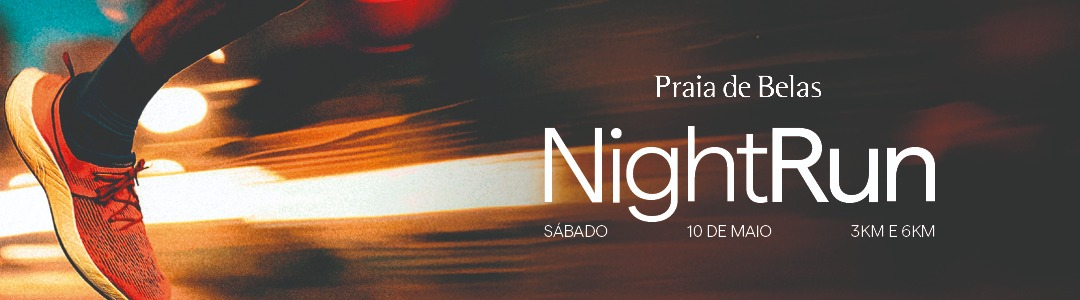 Praia de Belas
NightRun
SÁBADO 10 DE MAIO 3KM E 6KM